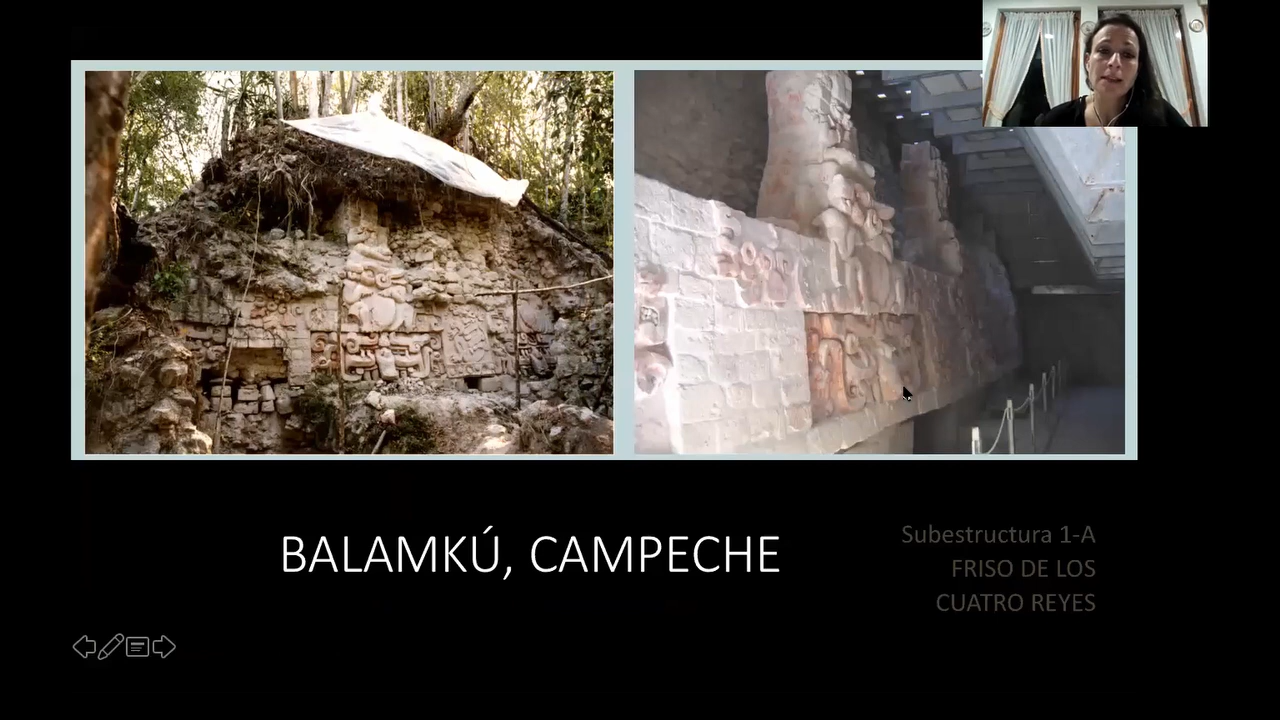 BALAMKÚ, CAMPECHE
Subestructura 1-A
FRISO DE LOS
CUATRO REYES